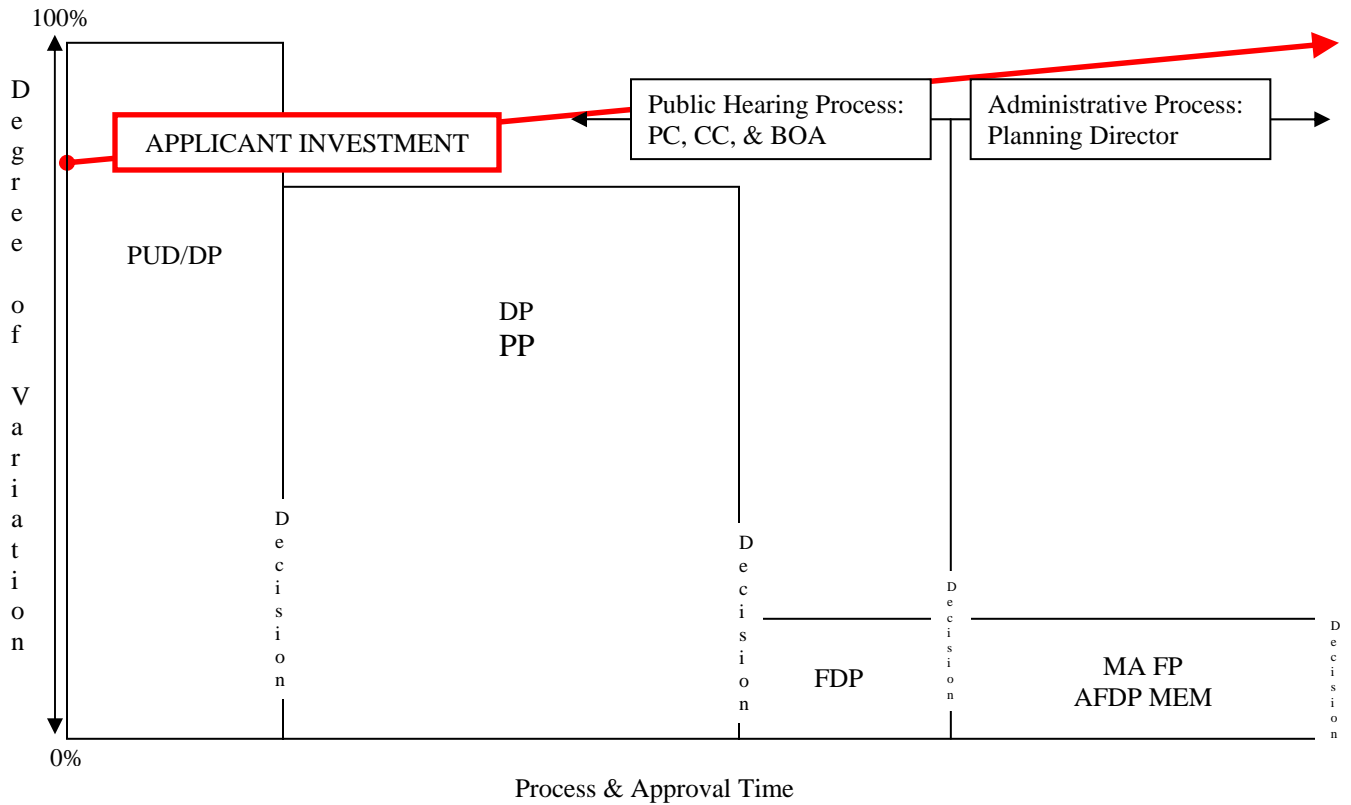 100%
Degree of Variation
APPLICANT INVESTMENT
Public Hearing Process:
PC, CC, & BOA
Administrative Process:
Planning Director
PUD/DP
DP
PP
Decision
Decision
Decision
Decision
FDP
MA FP
AFDP MEM
0%
Process & Approval Time